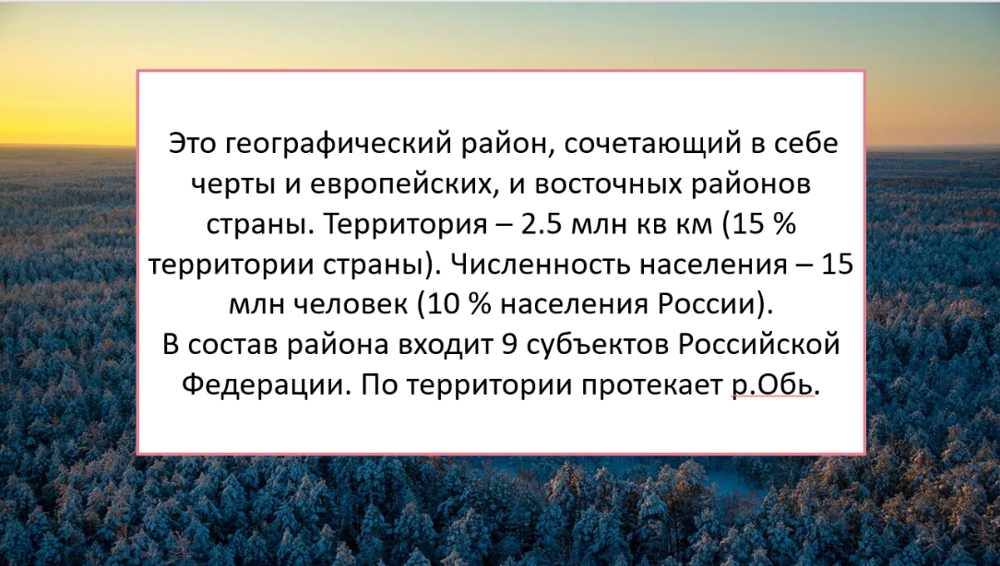 Это географический район, сочетающий в себе
черты и европейских, и восточных районов
страны. Территория – 2.5 млн кв км (15 %
территории страны). Численность населения – 15
млн человек (10 % населения России).
В состав района входит 9 субъектов Российской
Федерации. По территории протекает р.Обь.